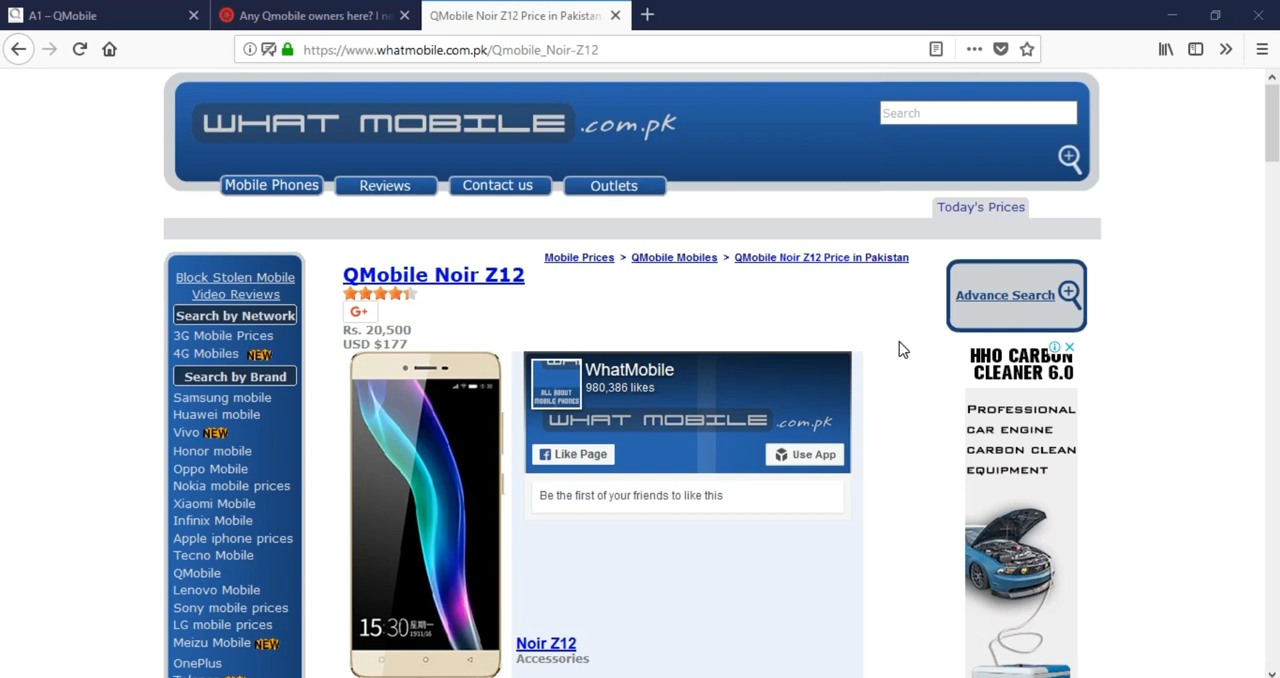 A1 – QMobile
Any Qmobile owners here? I n
QMobile Noir Z12 Price in Pakistan
https://www.whatmobile.com.pk/Qmobile_Noir-Z12
WHAT MOBILE .com.pk
Search
Mobile Phones
Reviews
Contact us
Outlets
Today's Prices
Mobile Prices > QMobile Mobiles > QMobile Noir Z12 Price in Pakistan
Block Stolen Mobile
Video Reviews
Search by Network
3G Mobile Prices
4G Mobiles NEW
Search by Brand
Samsung mobile
Huawei mobile
Vivo NEW
Honor mobile
Oppo Mobile
Nokia mobile prices
Xiaomi Mobile
Infinix Mobile
Apple iphone prices
Tecno Mobile
QMobile
Lenovo Mobile
Sony mobile prices
LG mobile prices
Meizu Mobile NEW
OnePlus
QMobile Noir Z12
G+
Rs. 20,500
USD $177
15:30 星期一
WhatMobile
980,386 likes
ALL ABOUT
MOBILE PHONES
WHAT MOBILE .com.pk
Like Page
Use App
Be the first of your friends to like this
Noir Z12
Accessories
Advance Search
HHO CARBON
CLEANER 6.0
PROFESSIONAL
CAR ENGINE
CARBON CLEAN
EQUIPMENT